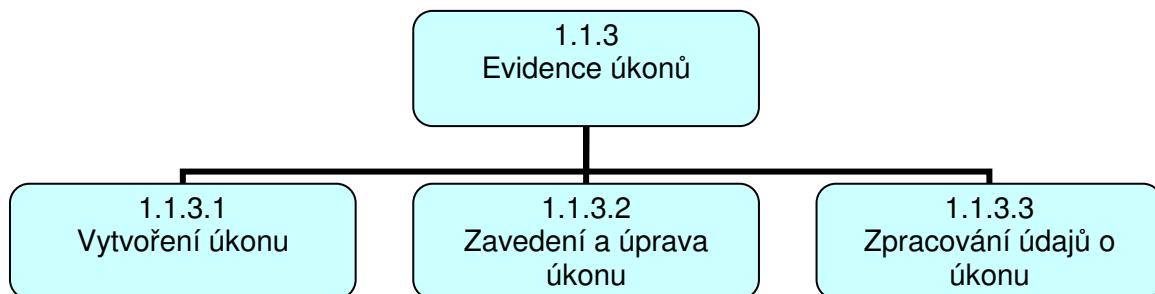 1.1.3
Evidence úkonů
1.1.3.1
Vytvoření úkonu
1.1.3.2
Zavedení a úprava
úkonu
1.1.3.3
Zpracování údajů o
úkonu